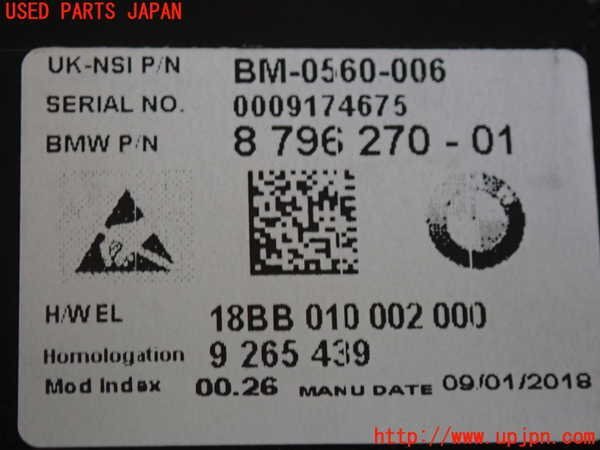 USED PARTS JAPAN
UK-NSI P/N BM-0560-006
SERIAL NO. 0009174675
BMW P/N 8 796 270 - 01
H/W EL 18BB 010 002 000
Homologation 9 265 439
Mod Index 00.26 MANU DATE 09/01/2018
http://www.upjpn.com/